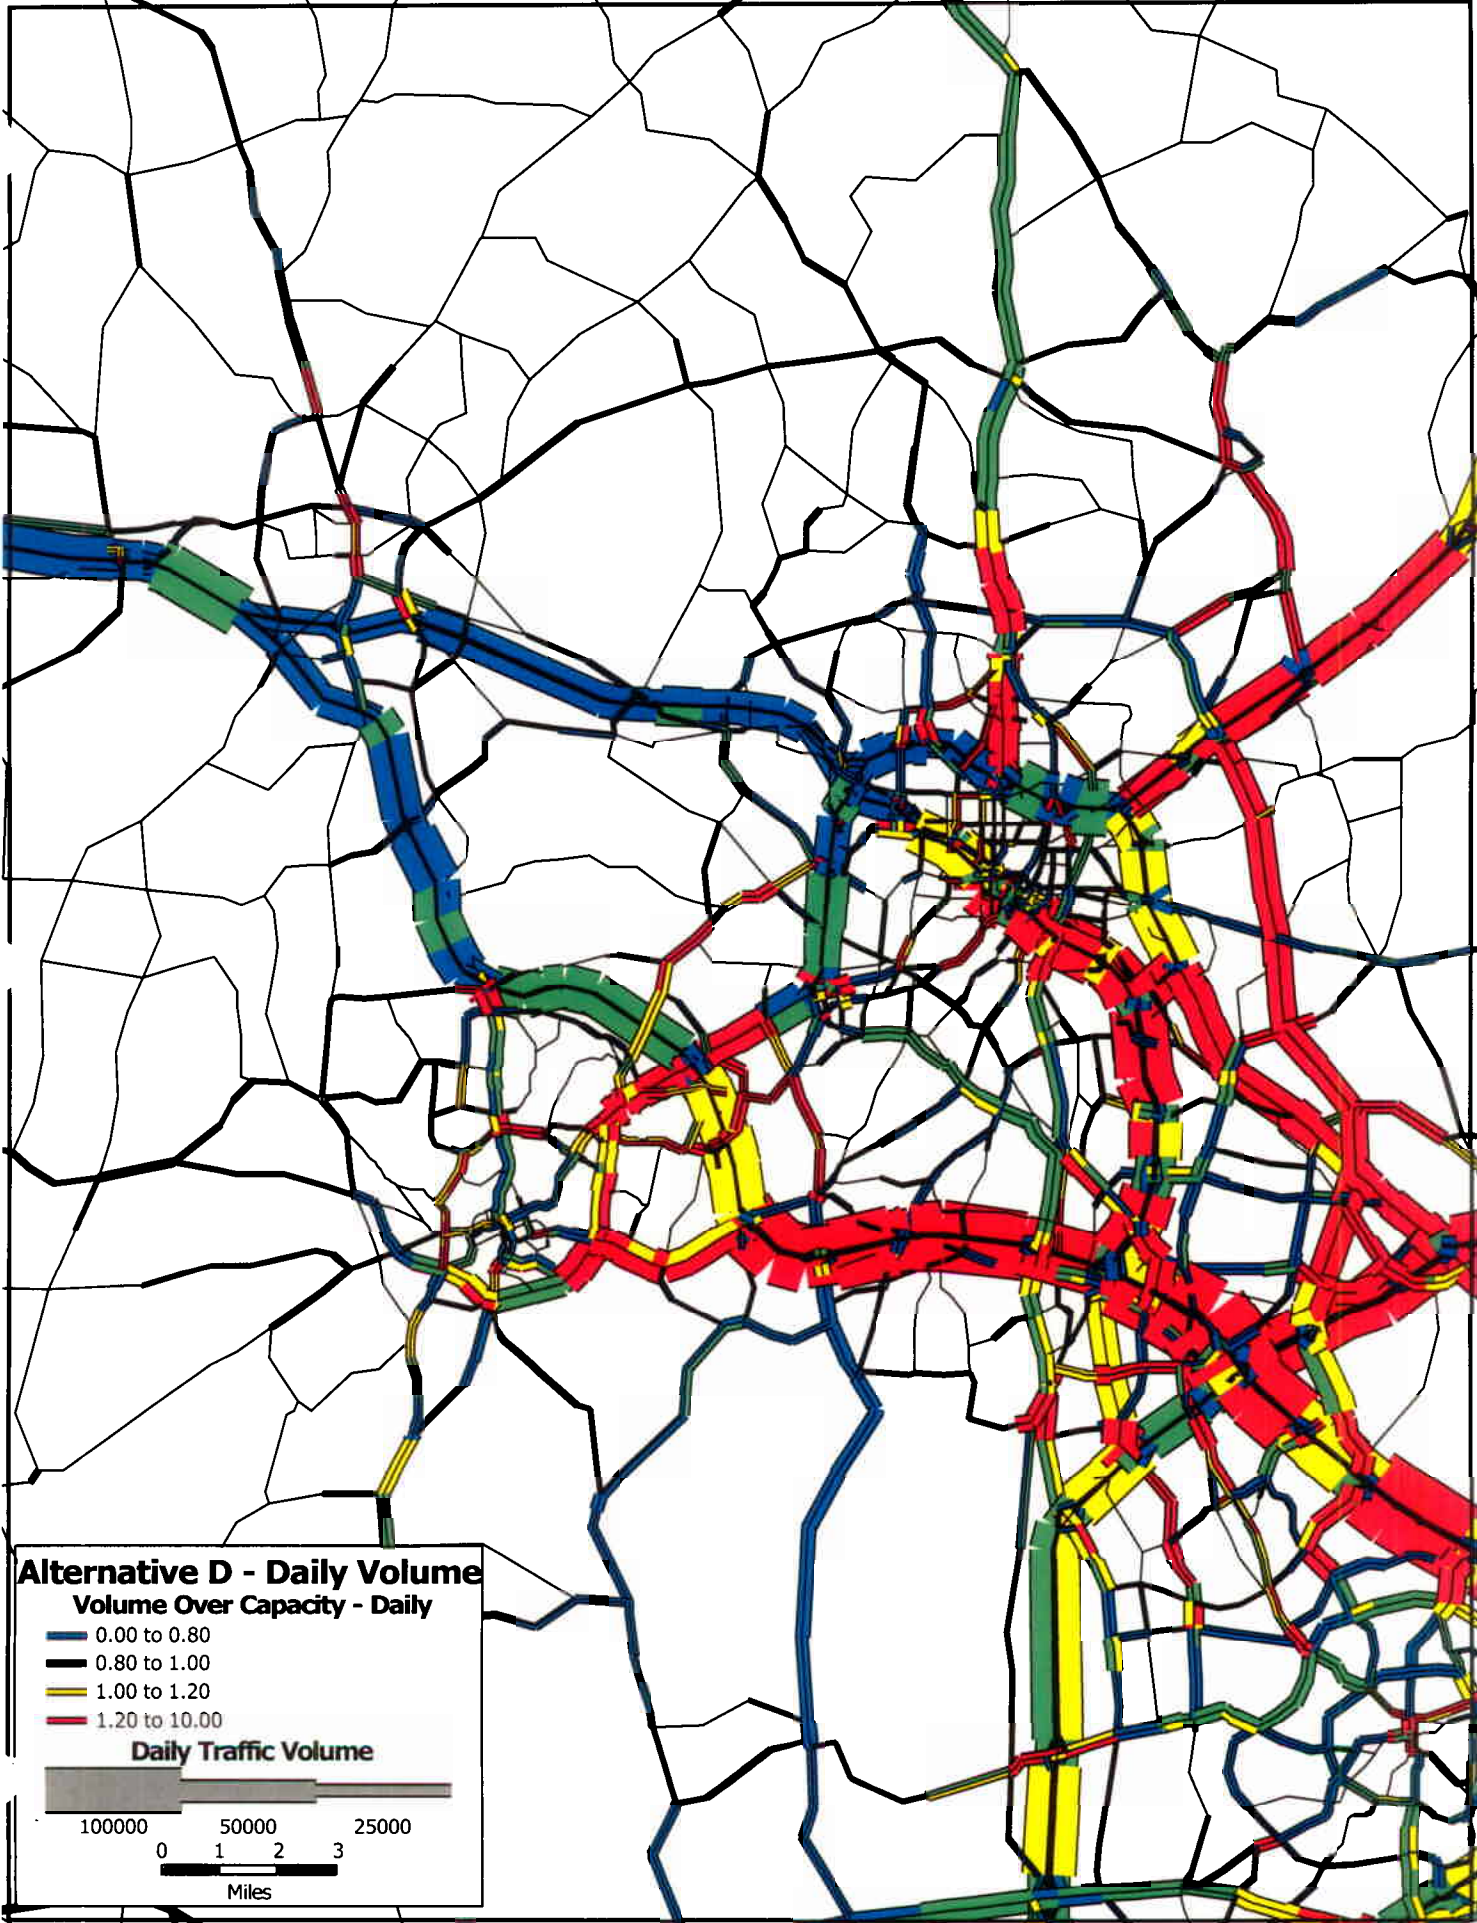 Alternative D - Daily Volume
Volume Over Capacity - Daily
0.00 to 0.80
0.80 to 1.00
1.00 to 1.20
1.20 to 10.00
Daily Traffic Volume
100000 50000 25000
0 1 2 3
Miles